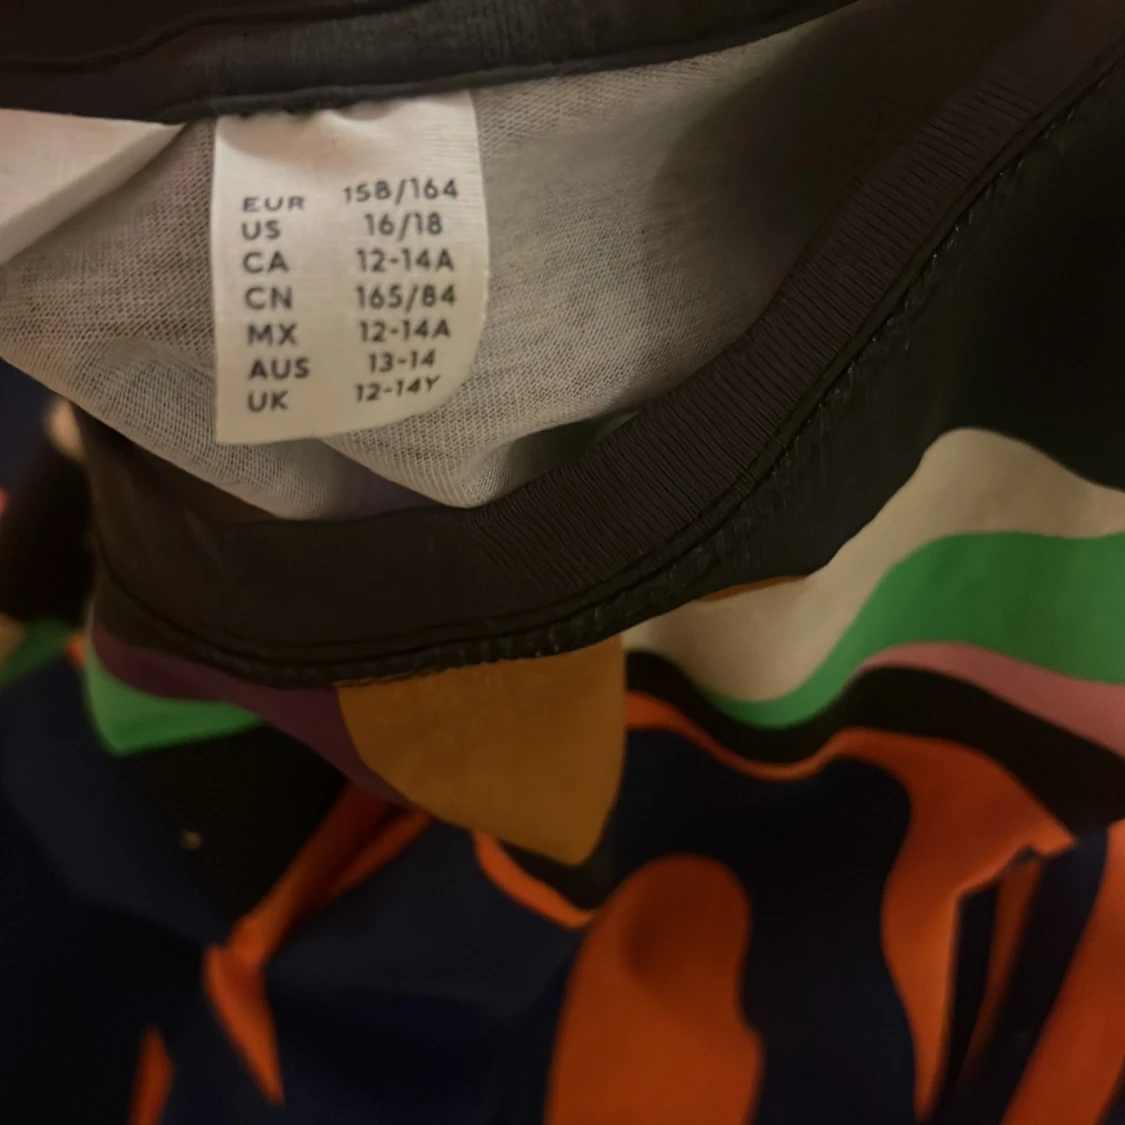 EUR 158/164
US 16/18
CA 12-14A
CN 165/84
MX 12-14A
AUS 13-14
UK 12-14Y